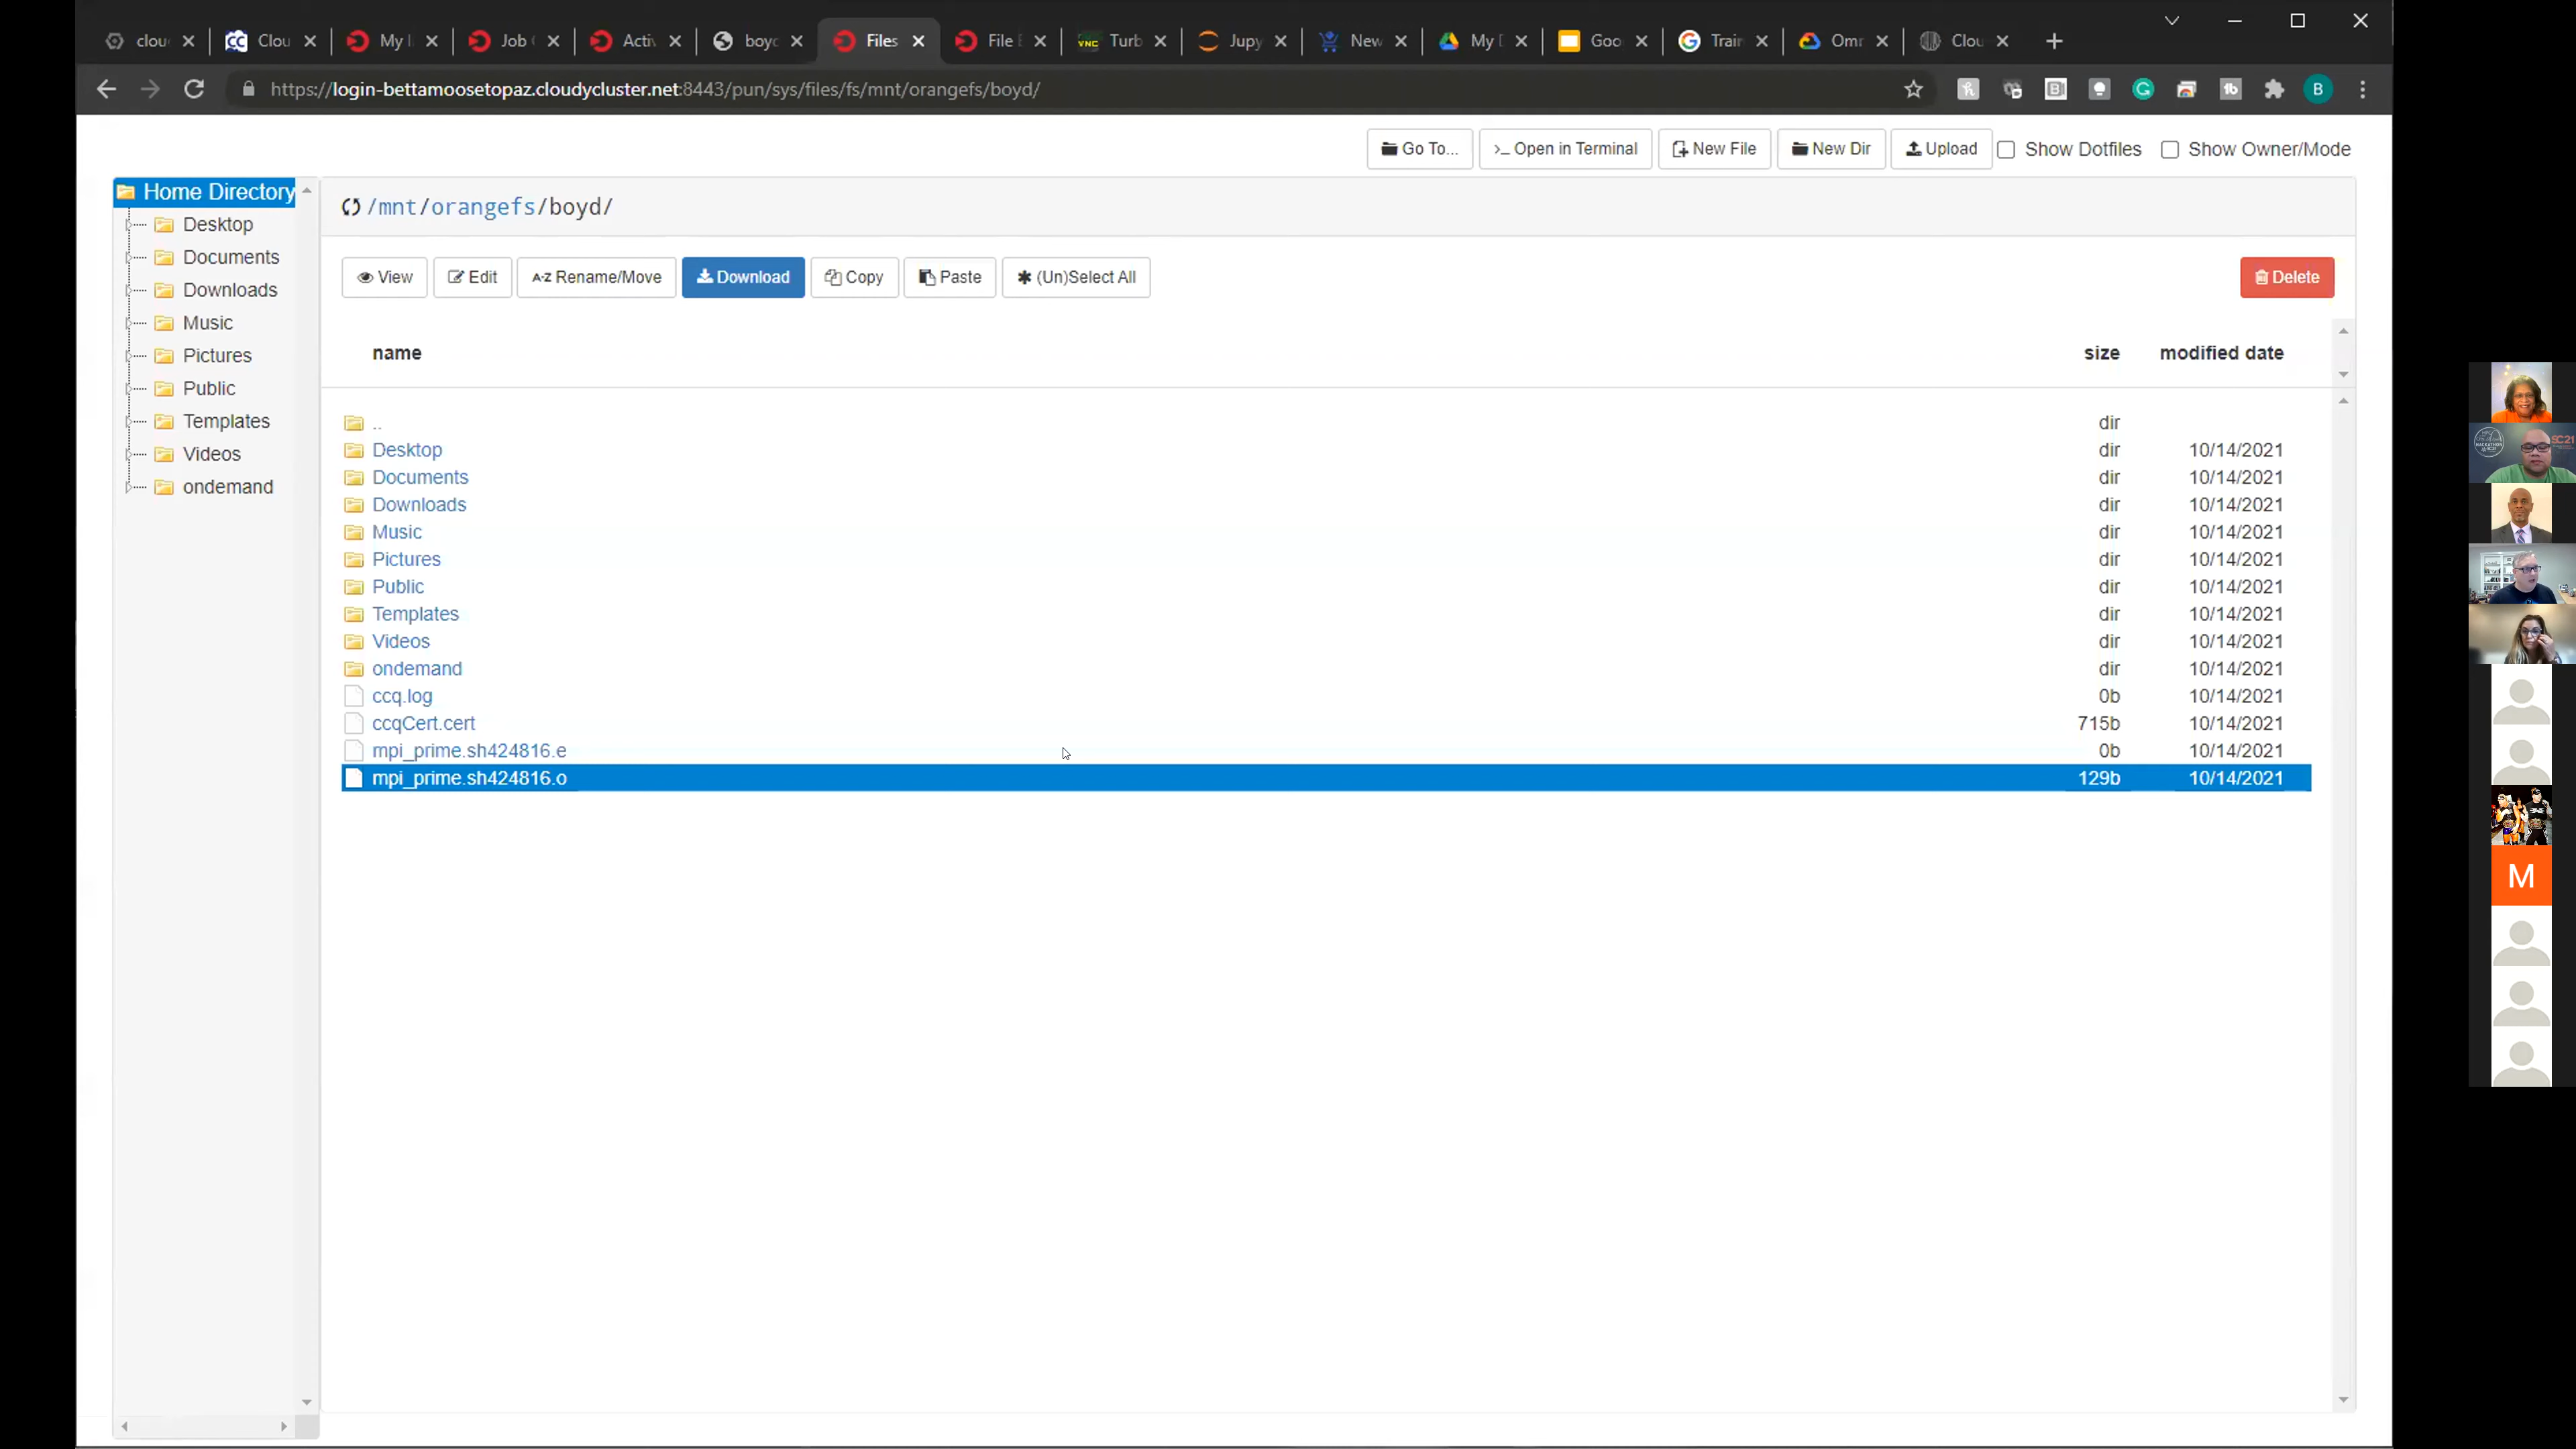 clou
Clou
My I
Job
Activ
boyc
Files
File E
VNC
Turb
Jupy
New
My D
Goo
Train
Omr
Clou
https://login-bettamoosetopaz.cloudycluster.net:8443/pun/sys/files/fs/mnt/orangefs/boyd/
B
Go To...
>_ Open in Terminal
New File
New Dir
Upload
Show Dotfiles
Show Owner/Mode
Home Directory
Desktop
Documents
Downloads
Music
Pictures
Public
Templates
Videos
ondemand
/mnt/orangefs/boyd/
View
Edit
A-Z Rename/Move
Download
Copy
Paste
(Un)Select All
Delete
name size modified date
.. dir
Desktop dir 10/14/2021
Documents dir 10/14/2021
Downloads dir 10/14/2021
Music dir 10/14/2021
Pictures dir 10/14/2021
Public dir 10/14/2021
Templates dir 10/14/2021
Videos dir 10/14/2021
ondemand dir 10/14/2021
ccq.log 0b 10/14/2021
ccqCert.cert 715b 10/14/2021
mpi_prime.sh424816.e 0b 10/14/2021
mpi_prime.sh424816.o 129b 10/14/2021
SC21
M